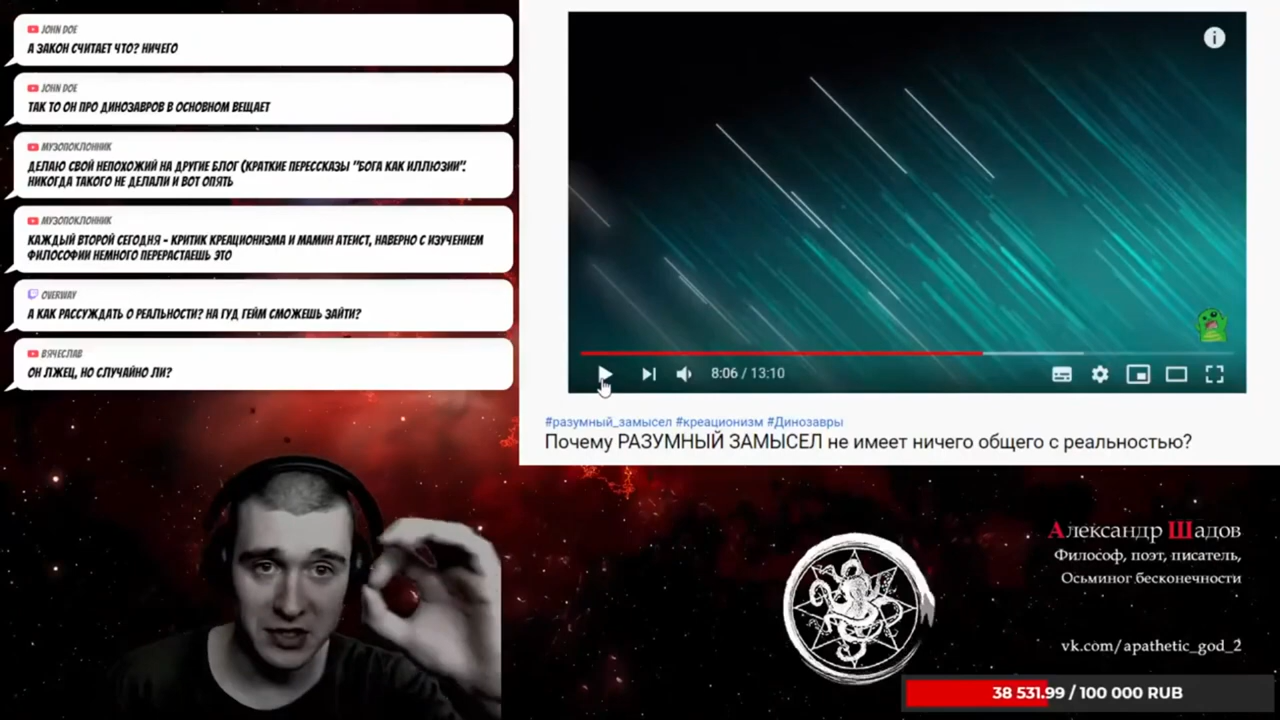 JOHN DOE
А ЗАКОН СЧИТАЕТ ЧТО? НИЧЕГО
JOHN DOE
ТАК ТО ОН ПРО ДИНОЗАВРОВ В ОСНОВНОМ ВЕЩАЕТ
МУЗОПОКЛОННИК
ДЕЛАЮ СВОЙ НЕПОХОЖИЙ НА ДРУГИЕ БЛОГ (КРАТКИЕ ПЕРЕССКАЗЫ "БОГА КАК ИЛЛЮЗИИ".
НИКОГДА ТАКОГО НЕ ДЕЛАЛИ И ВОТ ОПЯТЬ
МУЗОПОКЛОННИК
КАЖДЫЙ ВТОРОЙ СЕГОДНЯ - КРИТИК КРЕАЦИОНИЗМА И МАМИН АТЕИСТ, НАВЕРНО С ИЗУЧЕНИЕМ
ФИЛОСОФИИ НЕМНОГО ПЕРЕРАСТАЕШЬ ЭТО
OVERWAY
А КАК РАССУЖДАТЬ О РЕАЛЬНОСТИ? НА ГУД ГЕЙМ СМОЖЕШЬ ЗАЙТИ?
ВЯЧЕСЛАВ
ОН ЛЖЕЦ, НО СЛУЧАЙНО ЛИ?
8:06 / 13:10
#разумный_замысел #креационизм #Динозавры
Почему РАЗУМНЫЙ ЗАМЫСЕЛ не имеет ничего общего с реальностью?
Александр Шадов
Философ, поэт, писатель,
Осьминог бесконечности
vk.com/apathetic_god_2
38 531.99 / 100 000 RUB